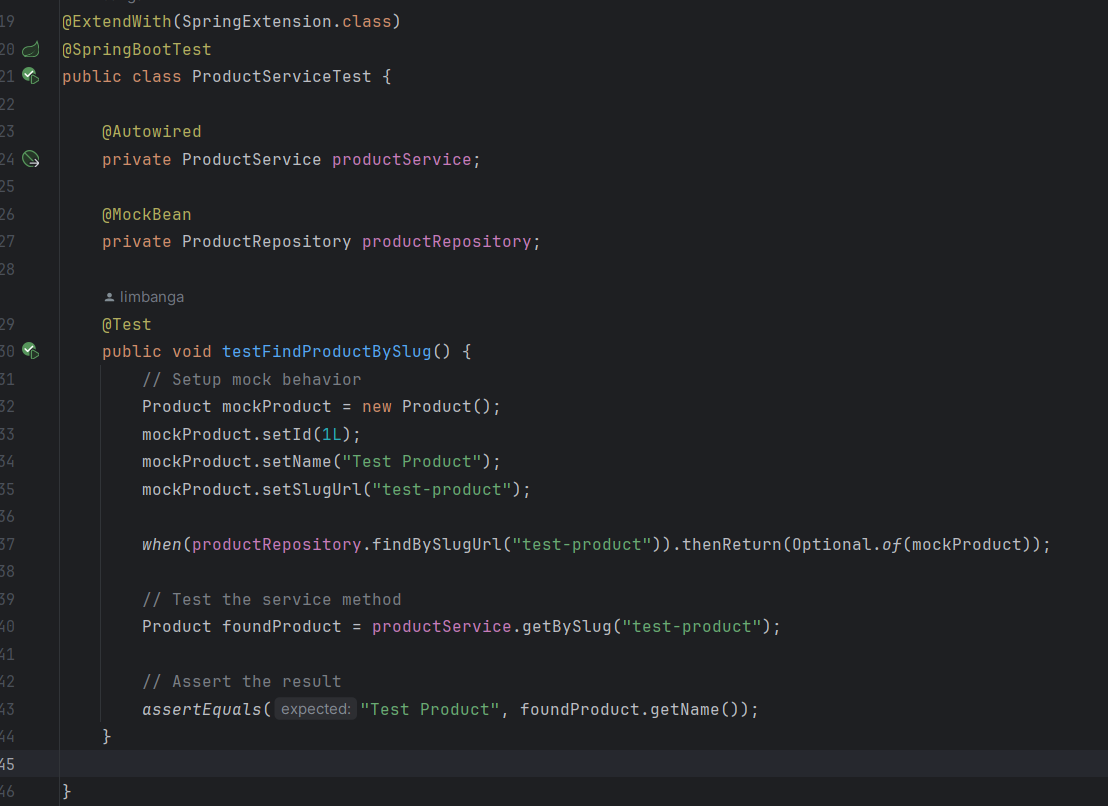 19 @ExtendWith(SpringExtension.class)
20 @SpringBootTest
21 public class ProductServiceTest {
22
23     @Autowired
24     private ProductService productService;
25
26     @MockBean
27     private ProductRepository productRepository;
28
    limbanga
29     @Test
30     public void testFindProductBySlug() {
31         // Setup mock behavior
32         Product mockProduct = new Product();
33         mockProduct.setId(1L);
34         mockProduct.setName("Test Product");
35         mockProduct.setSlugUrl("test-product");
36
37         when(productRepository.findBySlugUrl("test-product")).thenReturn(Optional.of(mockProduct));
38
39         // Test the service method
40         Product foundProduct = productService.getBySlug("test-product");
41
42         // Assert the result
43         assertEquals( expected: "Test Product", foundProduct.getName());
44     }
45
46 }